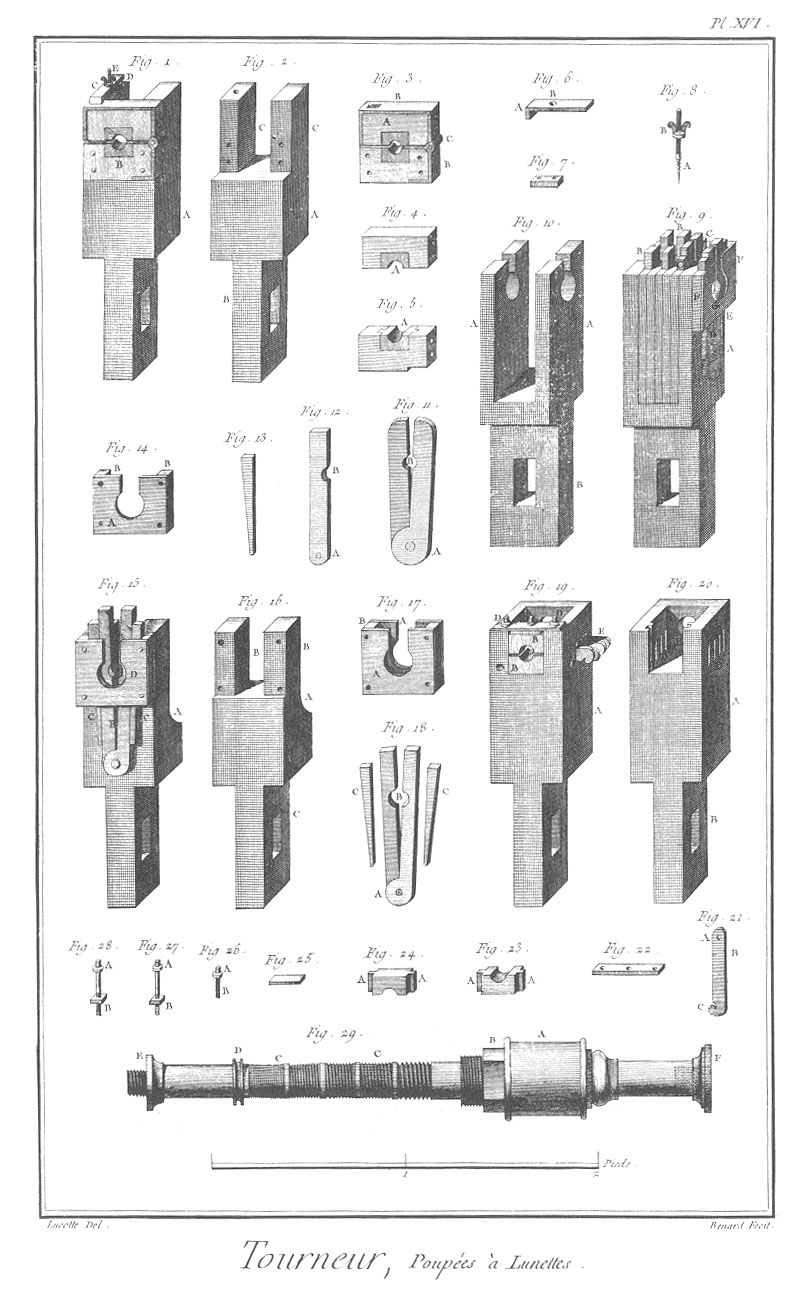 Pl. XVI.
Fig. 1. Fig. 2. Fig. 3. Fig. 6. Fig. 8.
E
C D
B
A
C C
A
B
B
A
C
B
A B
B
A
Fig. 7.
Fig. 4. Fig. 10. Fig. 9.
A
Fig. 5.
A
A A
B
B B C
F F
E
D
A
Fig. 14. Fig. 13. Fig. 12. Fig. 11.
B B
A
B
A
B
A
Fig. 15. Fig. 16. Fig. 17. Fig. 19. Fig. 20.
D
A
C B C
B B
A
C
B A
A
D D
B
B
E
A
A
B
Fig. 18.
C B C
A
Fig. 28. Fig. 27. Fig. 26. Fig. 25. Fig. 24. Fig. 23. Fig. 22. Fig. 21.
A A A A A A A A
B B B B
C
Fig. 29.
E D C C B A F
Pieds.
1 2
Lucotte Del. Benard Fecit.
Tourneur, Poupées à Lunettes.